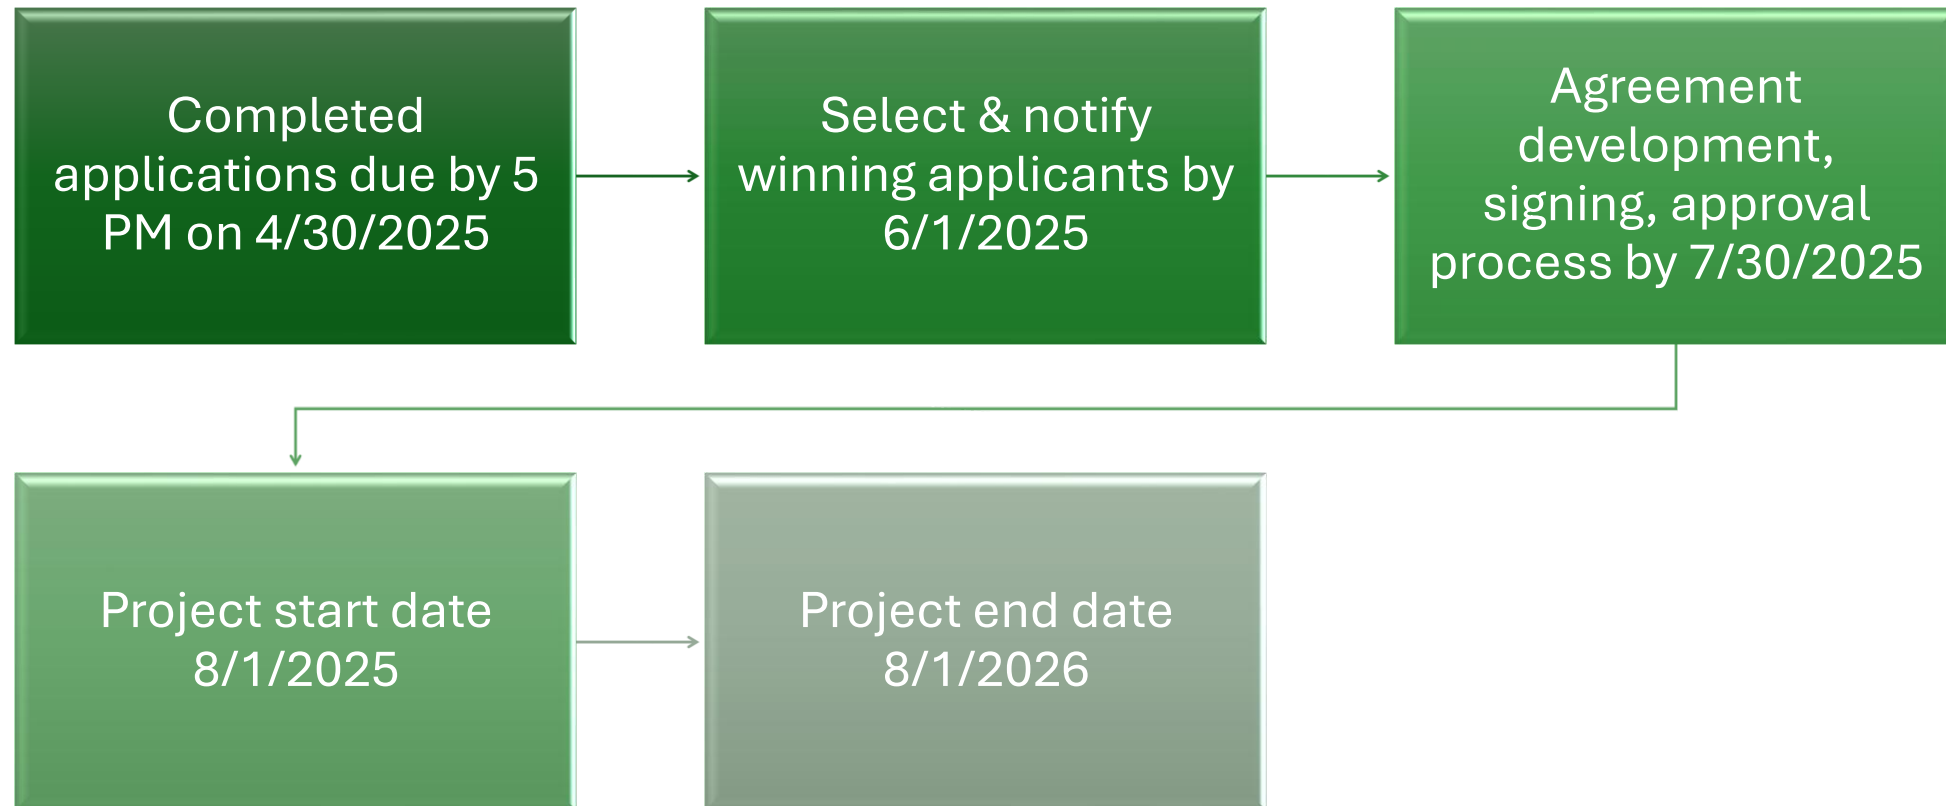 Completed
applications due by 5
PM on 4/30/2025
Select & notify
winning applicants by
6/1/2025
Agreement
development,
signing, approval
process by 7/30/2025
Project start date
8/1/2025
Project end date
8/1/2026